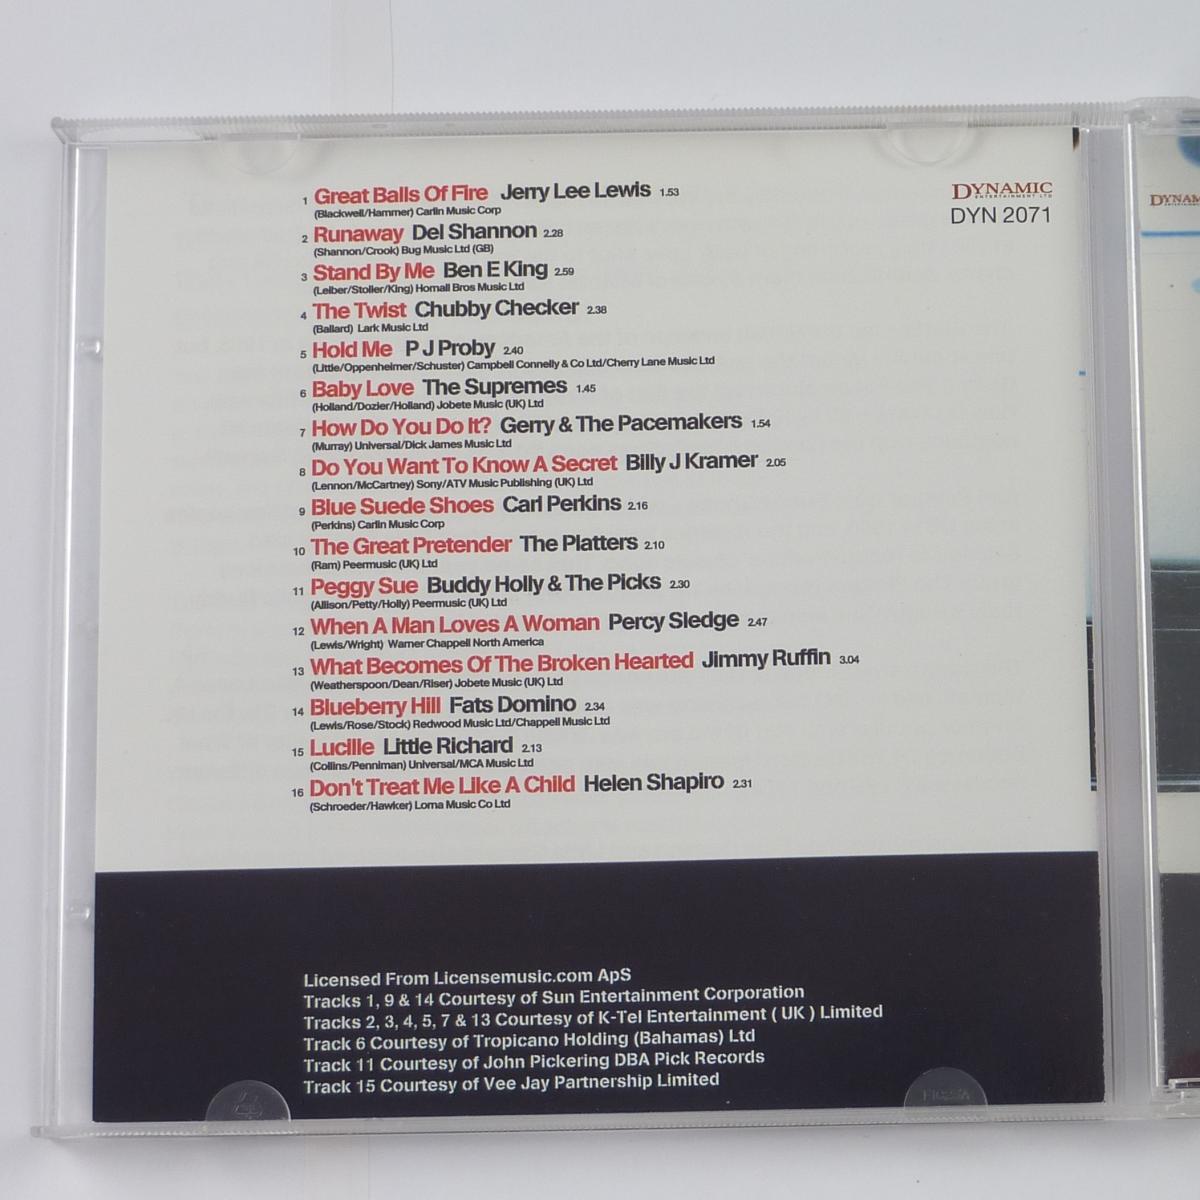 1 Great Balls Of Fire Jerry Lee Lewis 1.53
(Blackwell/Hammer) Carlin Music Corp
2 Runaway Del Shannon 2.28
(Shannon/Crook) Bug Music Ltd (GB)
3 Stand By Me Ben E King 2.59
(Leiber/Stoller/King) Hornall Bros Music Ltd
4 The Twist Chubby Checker 2.38
(Ballard) Lark Music Ltd
5 Hold Me P J Proby 2.40
(Little/Oppenheimer/Schuster) Campbell Connelly & Co Ltd/Cherry Lane Music Ltd
6 Baby Love The Supremes 1.45
(Holland/Dozier/Holland) Jobete Music (UK) Ltd
7 How Do You Do It? Gerry & The Pacemakers 1.54
(Murray) Universal/Dick James Music Ltd
8 Do You Want To Know A Secret Billy J Kramer 2.05
(Lennon/McCartney) Sony/ATV Music Publishing (UK) Ltd
9 Blue Suede Shoes Carl Perkins 2.16
(Perkins) Carlin Music Corp
10 The Great Pretender The Platters 2.10
(Ram) Peermusic (UK) Ltd
11 Peggy Sue Buddy Holly & The Picks 2.30
(Allison/Petty/Holly) Peermusic (UK) Ltd
12 When A Man Loves A Woman Percy Sledge 2.47
(Lewis/Wright) Warner Chappell North America
13 What Becomes Of The Broken Hearted Jimmy Ruffin 3.04
(Weatherspoon/Dean/Riser) Jobete Music (UK) Ltd
14 Blueberry Hill Fats Domino 2.34
(Lewis/Rose/Stock) Redwood Music Ltd/Chappell Music Ltd
15 Lucille Little Richard 2.13
(Collins/Penniman) Universal/MCA Music Ltd
16 Don't Treat Me Like A Child Helen Shapiro 2.31
(Schroeder/Hawker) Lorna Music Co Ltd
DYNAMIC
ENTERTAINMENT LTD
DYN 2071
Licensed From Licensemusic.com ApS
Tracks 1, 9 & 14 Courtesy of Sun Entertainment Corporation
Tracks 2, 3, 4, 5, 7 & 13 Courtesy of K-Tel Entertainment ( UK ) Limited
Track 6 Courtesy of Tropicano Holding (Bahamas) Ltd
Track 11 Courtesy of John Pickering DBA Pick Records
Track 15 Courtesy of Vee Jay Partnership Limited